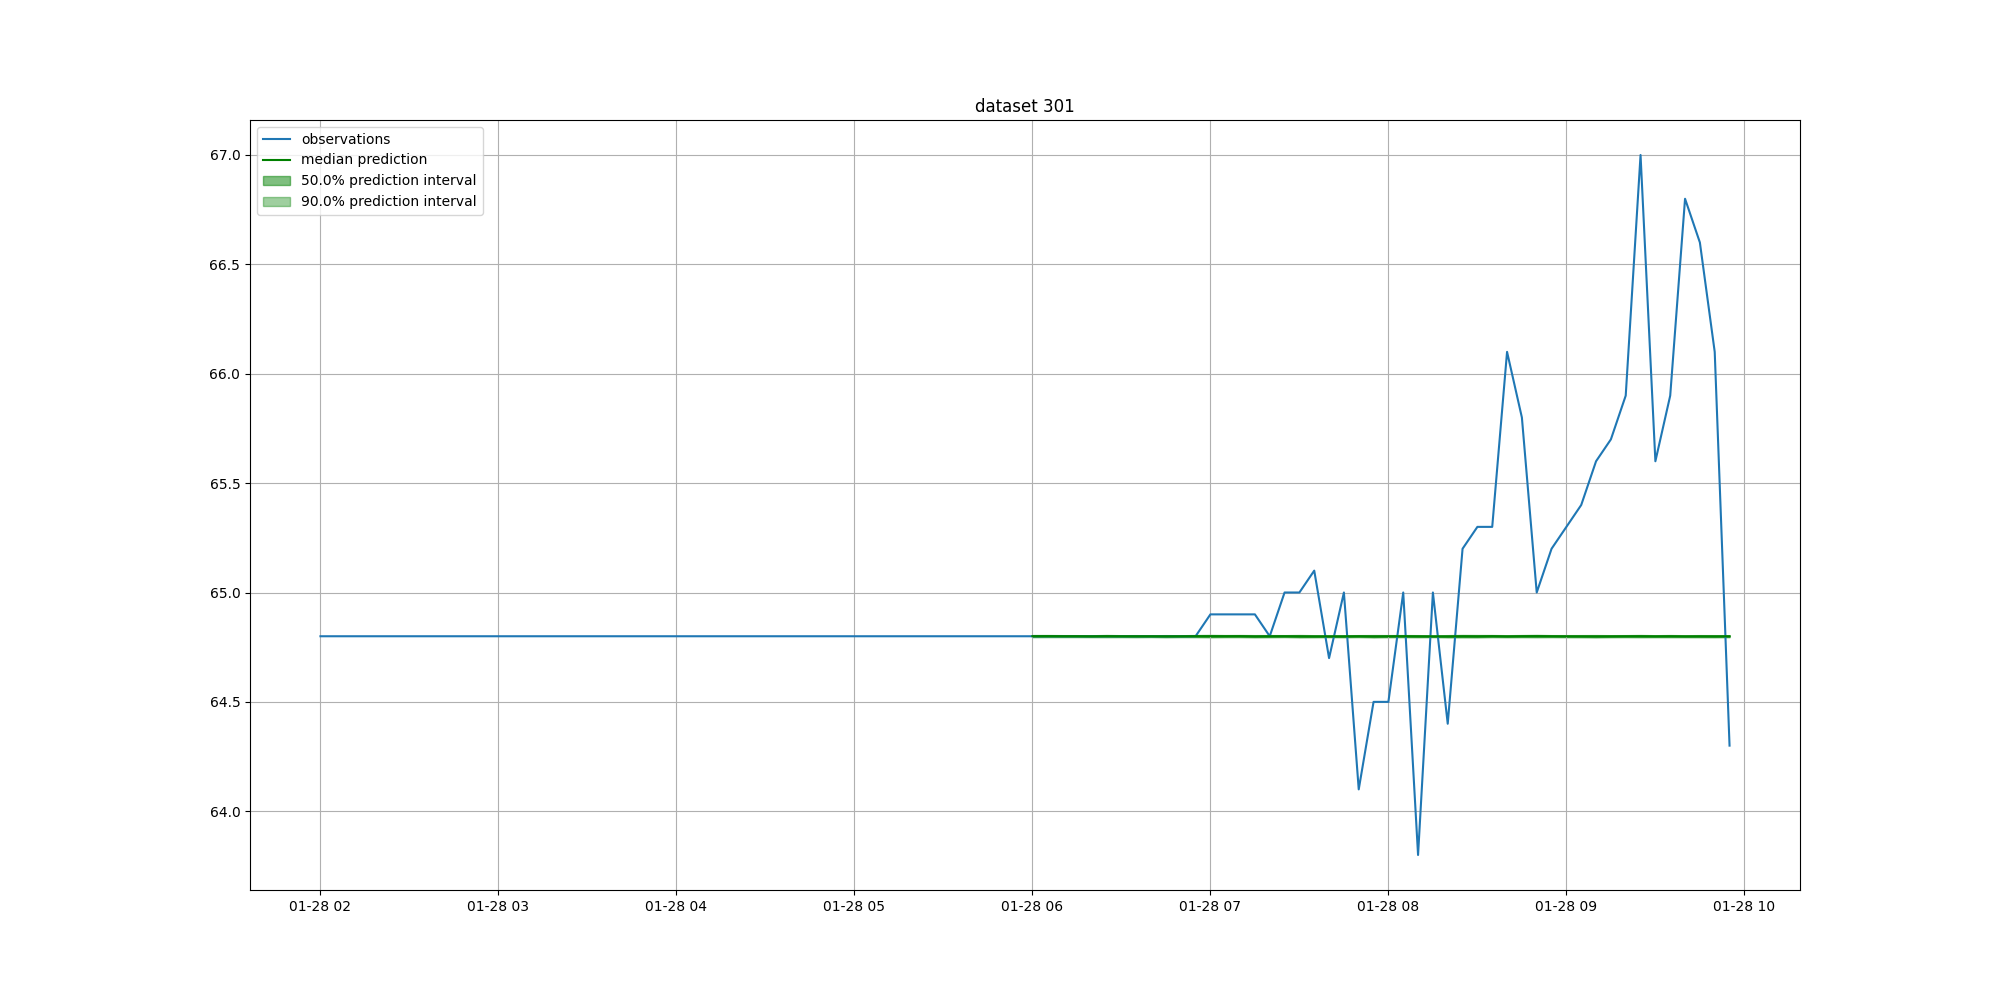 dataset 301
observations
median prediction
50.0% prediction interval
90.0% prediction interval
67.0
66.5
66.0
65.5
65.0
64.5
64.0
01-28 02 01-28 03 01-28 04 01-28 05 01-28 06 01-28 07 01-28 08 01-28 09 01-28 10